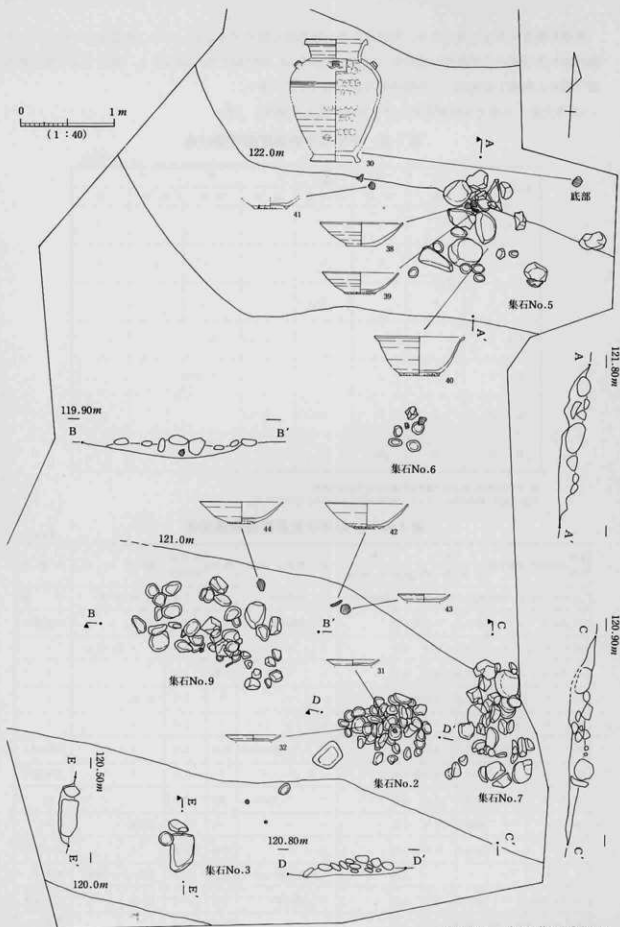 0 1m
(1：40)
30
A
122.0m
底部
41
38
39
集石No.5
A′
40
121.80m
A
119.90m
B B′
集石No.6
A′
44
42
121.0m
43
120.90m
C
B
B′
C
31
集石No.9
D
D′
32
集石No.2
集石No.7
E
120.50m
E
120.80m
C′
C′
E′
集石No.3
D D′
E′
120.0m